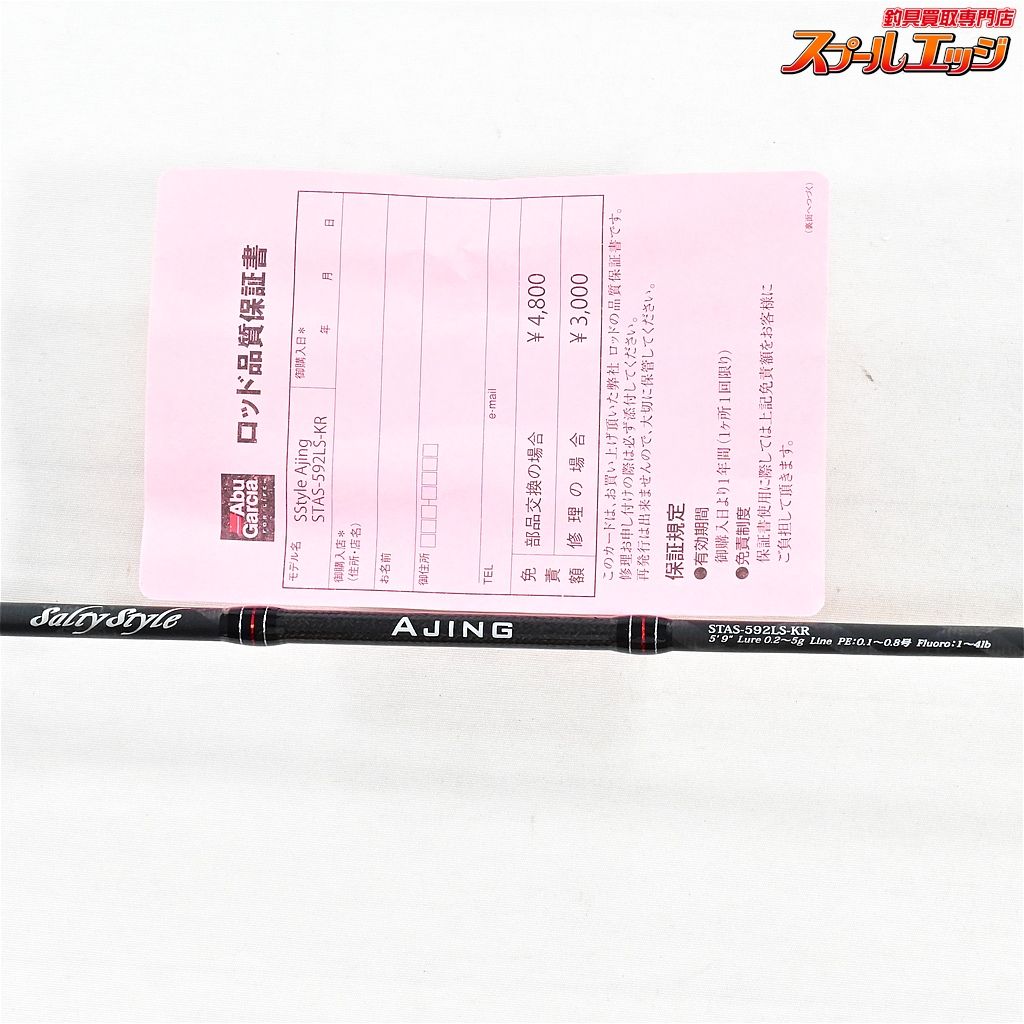 釣具買取専門店
スプールエッジ
Abu
Garcia
FOR LIFE
ロッド品質保証書
モデル名
SStyle Ajing
STAS-592LS-KR
御購入日*
年 月 日
御購入店*
(住所・店名)
お名前
御住所
TEL
e-mail
免責額
部品交換の場合 ¥ 4,800
修理の場合 ¥ 3,000
このカードは、お買い上げ頂いた弊社 ロッドの品質保証書です。
修理お申し付けの際は必ず添付してください。
再発行は出来ませんので、大切に保管してください。
保証規定
●有効期間
御購入日より1年間(1ヶ所1回限り)
●免責制度
保証書使用に際しては上記免責額をお客様に
ご負担して頂きます。
(裏面へつづく)
Salty Style
AJING
STAS-592LS-KR
5'9" Lure 0.2～5g Line PE:0.1～0.8号 Fluoro:1～4lb